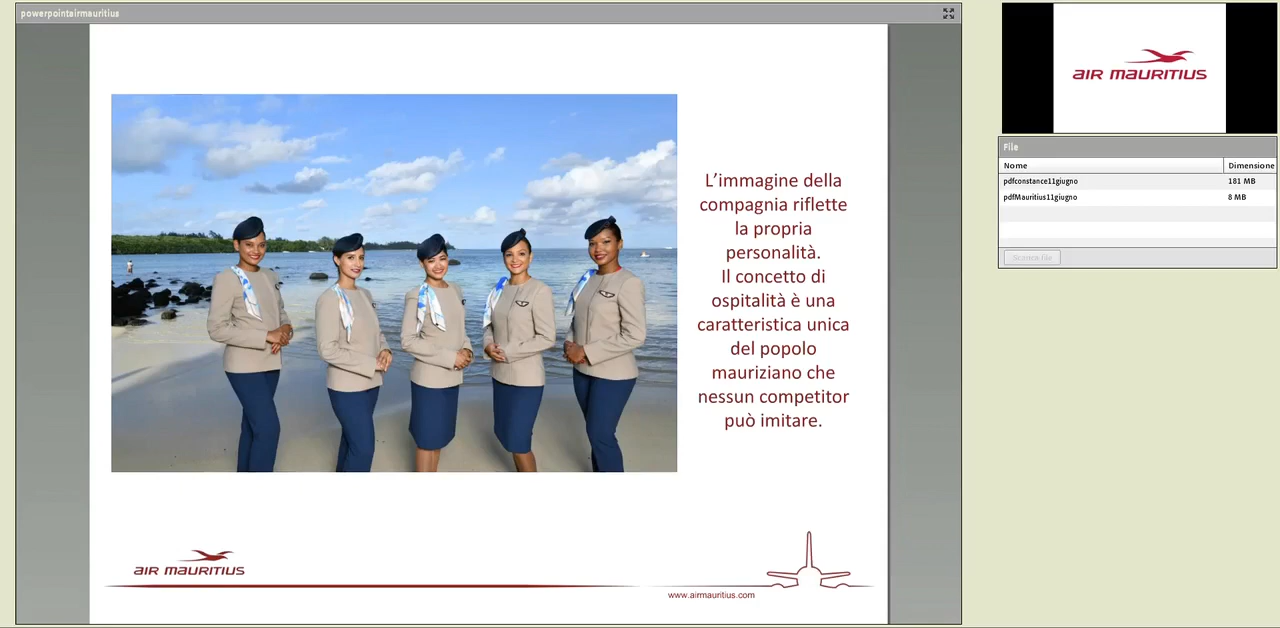 powerpointairmauritius
L'immagine della
compagnia riflette
la propria
personalità.
Il concetto di
ospitalità è una
caratteristica unica
del popolo
mauriziano che
nessun competitor
può imitare.
AIR MAURITIUS
www.airmauritius.com
AIR MAURITIUS
File
Nome Dimensione
pdfconstance11giugno 181 MB
pdfMauritius11giugno 8 MB
Scarica file